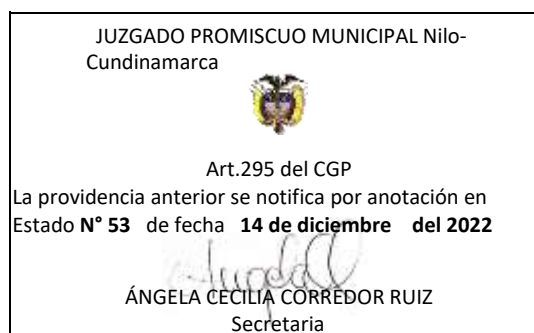 JUZGADO PROMISCUO MUNICIPAL Nilo-
Cundinamarca
Art.295 del CGP
La providencia anterior se notifica por anotación en
Estado N° 53 de fecha 14 de diciembre del 2022
ÁNGELA CECILIA CORREDOR RUIZ
Secretaria